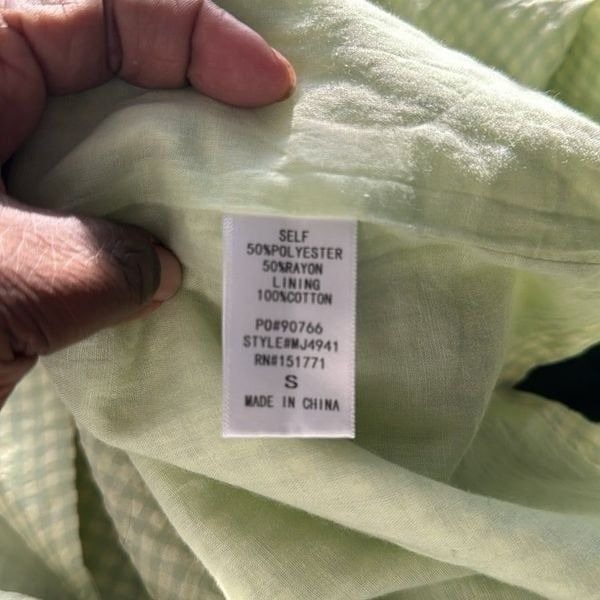 SELF
50%POLYESTER
50%RAYON
LINING
100%COTTON
PO#90766
STYLE#MJ4941
RN#151771
S
MADE IN CHINA